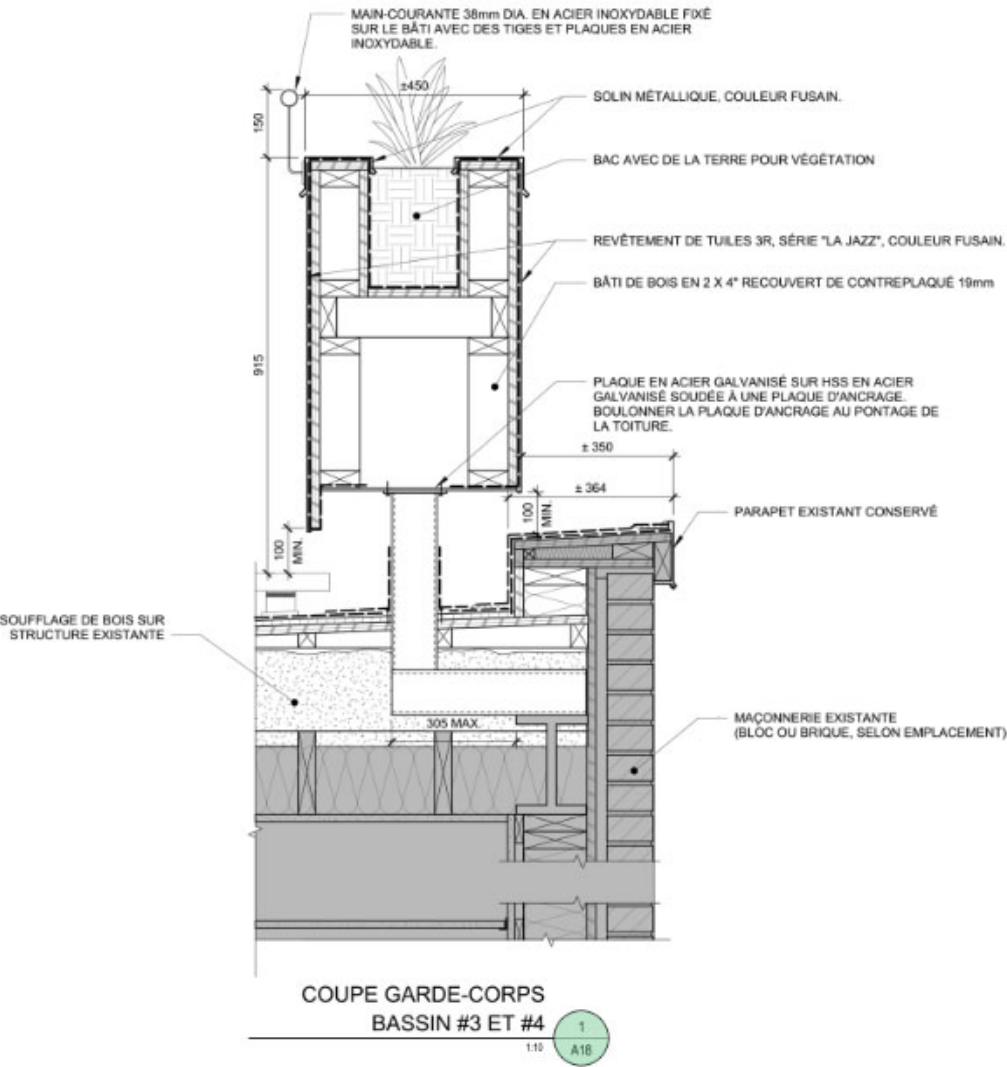 MAIN-COURANTE 38mm DIA. EN ACIER INOXYDABLE FIXÉ
SUR LE BÂTI AVEC DES TIGES ET PLAQUES EN ACIER
INOXYDABLE.
±450
150
SOLIN MÉTALLIQUE, COULEUR FUSAIN.
BAC AVEC DE LA TERRE POUR VÉGÉTATION
REVÊTEMENT DE TUILES 3R, SÉRIE "LA JAZZ", COULEUR FUSAIN.
BÂTI DE BOIS EN 2 X 4" RECOUVERT DE CONTREPLAQUÉ 19mm
915
PLAQUE EN ACIER GALVANISÉ SUR HSS EN ACIER
GALVANISÉ SOUDÉE À UNE PLAQUE D'ANCRAGE.
BOULONNER LA PLAQUE D'ANCRAGE AU PONTAGE DE
LA TOITURE.
± 350
± 364
100
MIN.
PARAPET EXISTANT CONSERVÉ
100
MIN.
SOUFFLAGE DE BOIS SUR
STRUCTURE EXISTANTE
305 MAX.
MAÇONNERIE EXISTANTE
(BLOC OU BRIQUE, SELON EMPLACEMENT)
COUPE GARDE-CORPS
BASSIN #3 ET #4
1:10
1
A18